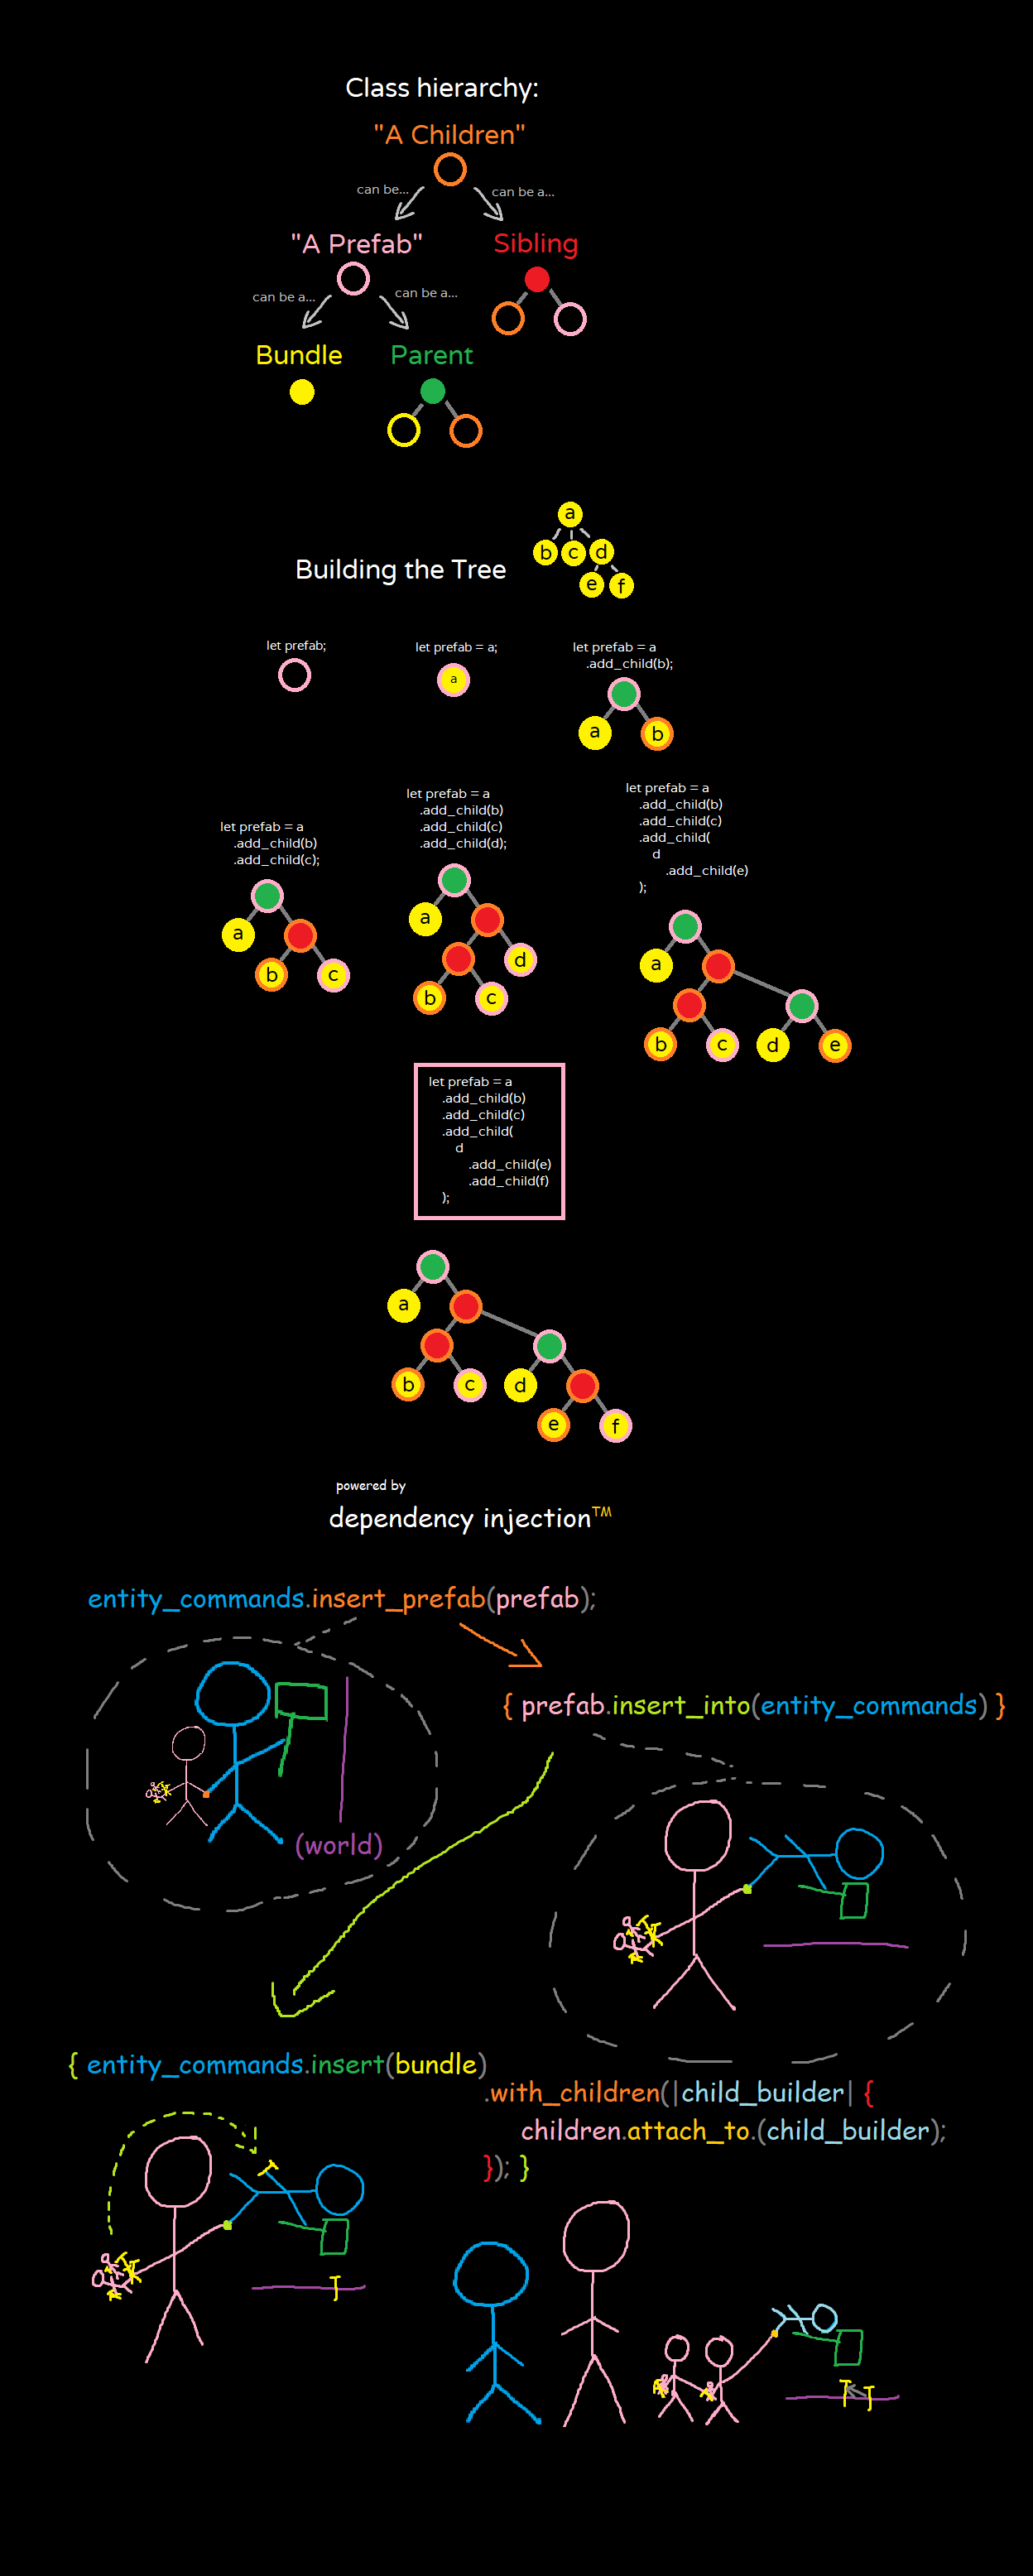 Class hierarchy:
"A Children"
can be...
can be a...
"A Prefab"
Sibling
can be a...
can be a...
Bundle
Parent
a
b c d
e f
Building the Tree
let prefab;
let prefab = a;
a
let prefab = a
.add_child(b);
a b
let prefab = a
.add_child(b)
.add_child(c);
a
b c
let prefab = a
.add_child(b)
.add_child(c)
.add_child(d);
a
d
b c
let prefab = a
.add_child(b)
.add_child(c)
.add_child(
d
.add_child(e)
);
a
b c d e
let prefab = a
.add_child(b)
.add_child(c)
.add_child(
d
.add_child(e)
.add_child(f)
);
a
b c d
e f
powered by
dependency injection™
entity_commands.insert_prefab(prefab);
{ prefab.insert_into(entity_commands) }
(world)
{ entity_commands.insert(bundle)
.with_children(|child_builder| {
children.attach_to.(child_builder);
}); }